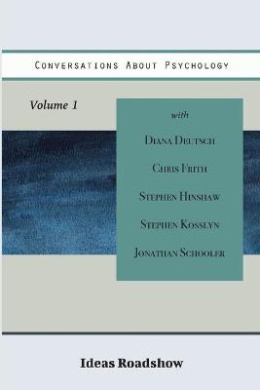 Conversations About Psychology
Volume 1
with
Diana Deutsch
Chris Frith
Stephen Hinshaw
Stephen Kosslyn
Jonathan Schooler
Ideas Roadshow